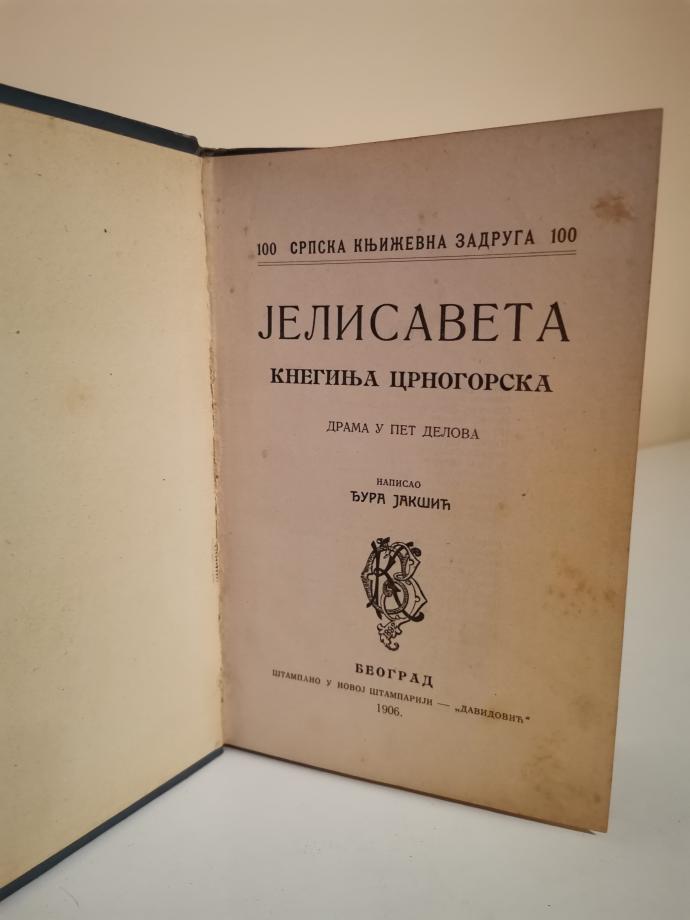 100 СРПСКА КЊИЖЕВНА ЗАДРУГА 100
ЈЕЛИСАВЕТА
КНЕГИЊА ЦРНОГОРСКА
ДРАМА У ПЕТ ДЕЛОВА
НАПИСАО
ЂУРА ЈАКШИЋ
БЕОГРАД
ШТАМПАНО У НОВОЈ ШТАМПАРИЈИ — „ДАВИДОВИЋ“
1906.